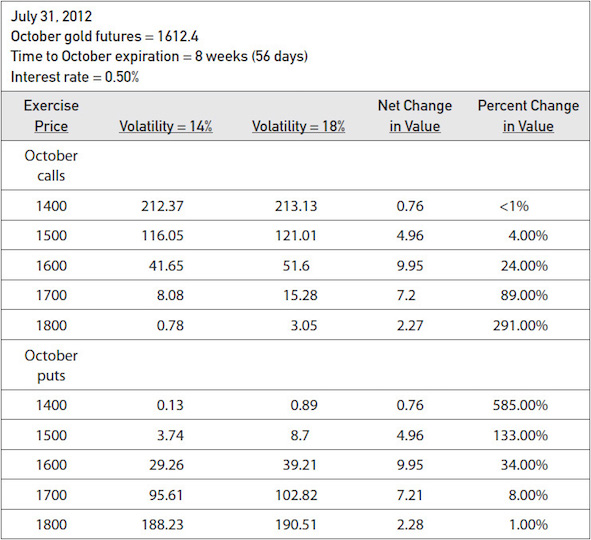 July 31, 2012
October gold futures = 1612.4
Time to October expiration = 8 weeks (56 days)
Interest rate = 0.50%
Exercise Price Volatility = 14% Volatility = 18% Net Change in Value Percent Change in Value
October calls
1400 212.37 213.13 0.76 <1%
1500 116.05 121.01 4.96 4.00%
1600 41.65 51.6 9.95 24.00%
1700 8.08 15.28 7.2 89.00%
1800 0.78 3.05 2.27 291.00%
October puts
1400 0.13 0.89 0.76 585.00%
1500 3.74 8.7 4.96 133.00%
1600 29.26 39.21 9.95 34.00%
1700 95.61 102.82 7.21 8.00%
1800 188.23 190.51 2.28 1.00%